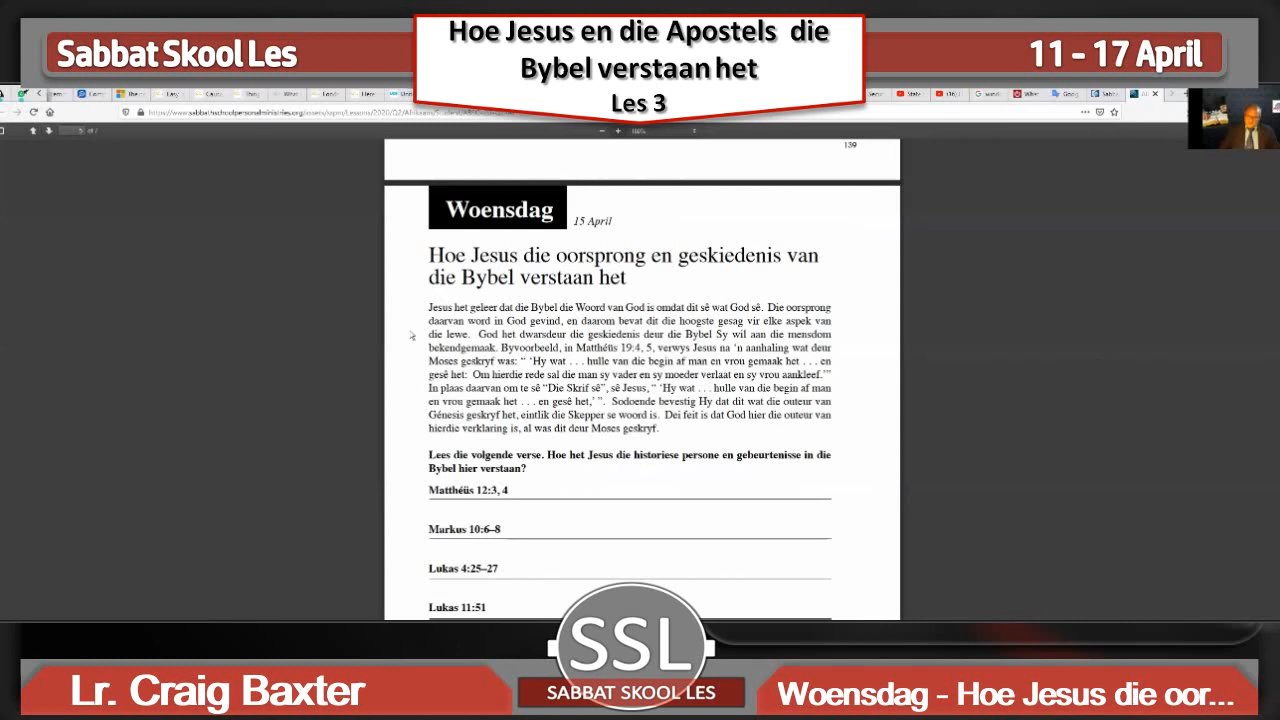 Hoe Jesus en die Apostels die
Bybel verstaan het
Les 3
Sabbat Skool Les
11 - 17 April
139
Woensdag
15 April
Hoe Jesus die oorsprong en geskiedenis van
die Bybel verstaan het
Jesus het geleer dat die Bybel die Woord van God is omdat dit sê wat God sê. Die oorsprong
daarvan word in God gevind, en daarom bevat dit die hoogste gesag vir elke aspek van
die lewe. God het dwarsdeur die geskiedenis deur die Bybel Sy wil aan die mensdom
bekendgemaak. Byvoorbeeld, in Matthéüs 19:4, 5, verwys Jesus na ‘n aanhaling wat deur
Moses geskryf was: “ ‘Hy wat . . . hulle van die begin af man en vrou gemaak het . . . en
gesê het: Om hierdie rede sal die man sy vader en sy moeder verlaat en sy vrou aankleef.’”
In plaas daarvan om te sê “Die Skrif sê”, sê Jesus, “ ‘Hy wat . . . hulle van die begin af man
en vrou gemaak het . . . en gesê het,’ ”. Sodoende bevestig Hy dat dit wat die outeur van
Génesis geskryf het, eintlik die Skepper se woord is. Dei feit is dat God hier die outeur van
hierdie verklaring is, al was dit deur Moses geskryf.
Lees die volgende verse. Hoe het Jesus die historiese persone en gebeurtenisse in die
Bybel hier verstaan?
Matthéüs 12:3, 4
Markus 10:6–8
Lukas 4:25–27
Lukas 11:51
SSL
SABBAT SKOOL LES
Lr. Craig Baxter
Woensdag - Hoe Jesus die oor...